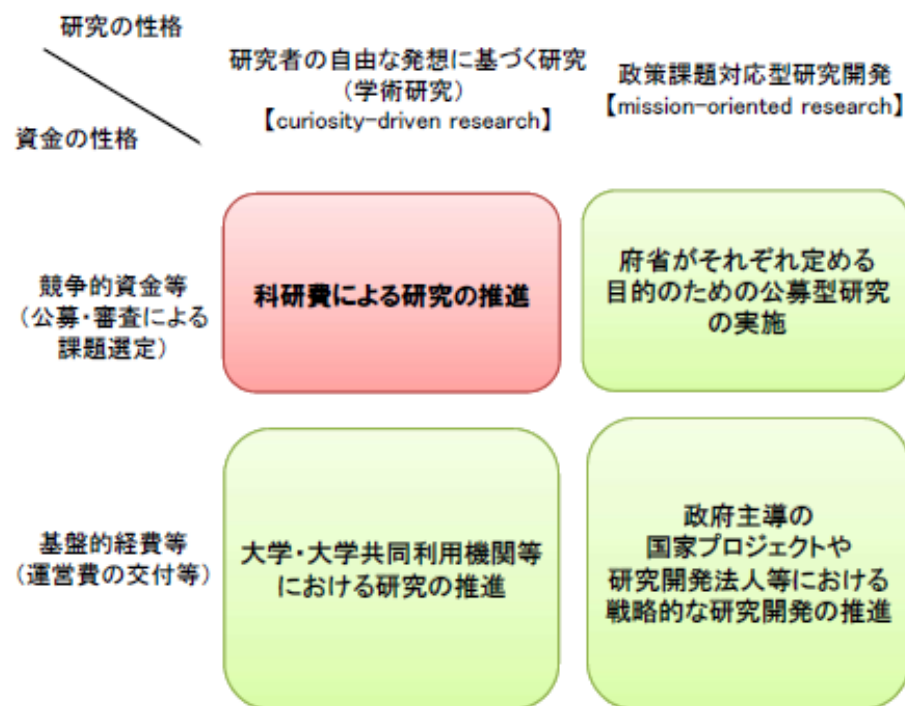 研究の性格
資金の性格
研究者の自由な発想に基づく研究
（学術研究）
【curiosity-driven research】
政策課題対応型研究開発
【mission-oriented research】
競争的資金等
（公募・審査による
課題選定）
科研費による研究の推進
府省がそれぞれ定める
目的のための公募型研究
の実施
基盤的経費等
（運営費の交付等）
大学・大学共同利用機関等
における研究の推進
政府主導の
国家プロジェクトや
研究開発法人等における
戦略的な研究開発の推進